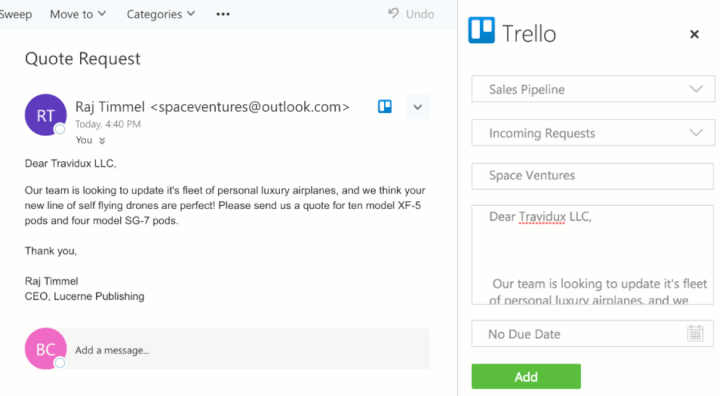 Sweep Move to Categories ••• Undo
Quote Request
RT
Raj Timmel <spaceventures@outlook.com>
Today, 4:40 PM
You
Dear Travidux LLC,
Our team is looking to update it's fleet of personal luxury airplanes, and we think your
new line of self flying drones are perfect! Please send us a quote for ten model XF-5
pods and four model SG-7 pods.
Thank you,
Raj Timmel
CEO, Lucerne Publishing
BC
Add a message...
Trello
Sales Pipeline
Incoming Requests
Space Ventures
Dear Travidux LLC,
Our team is looking to update it's fleet
of personal luxury airplanes, and we
No Due Date
Add